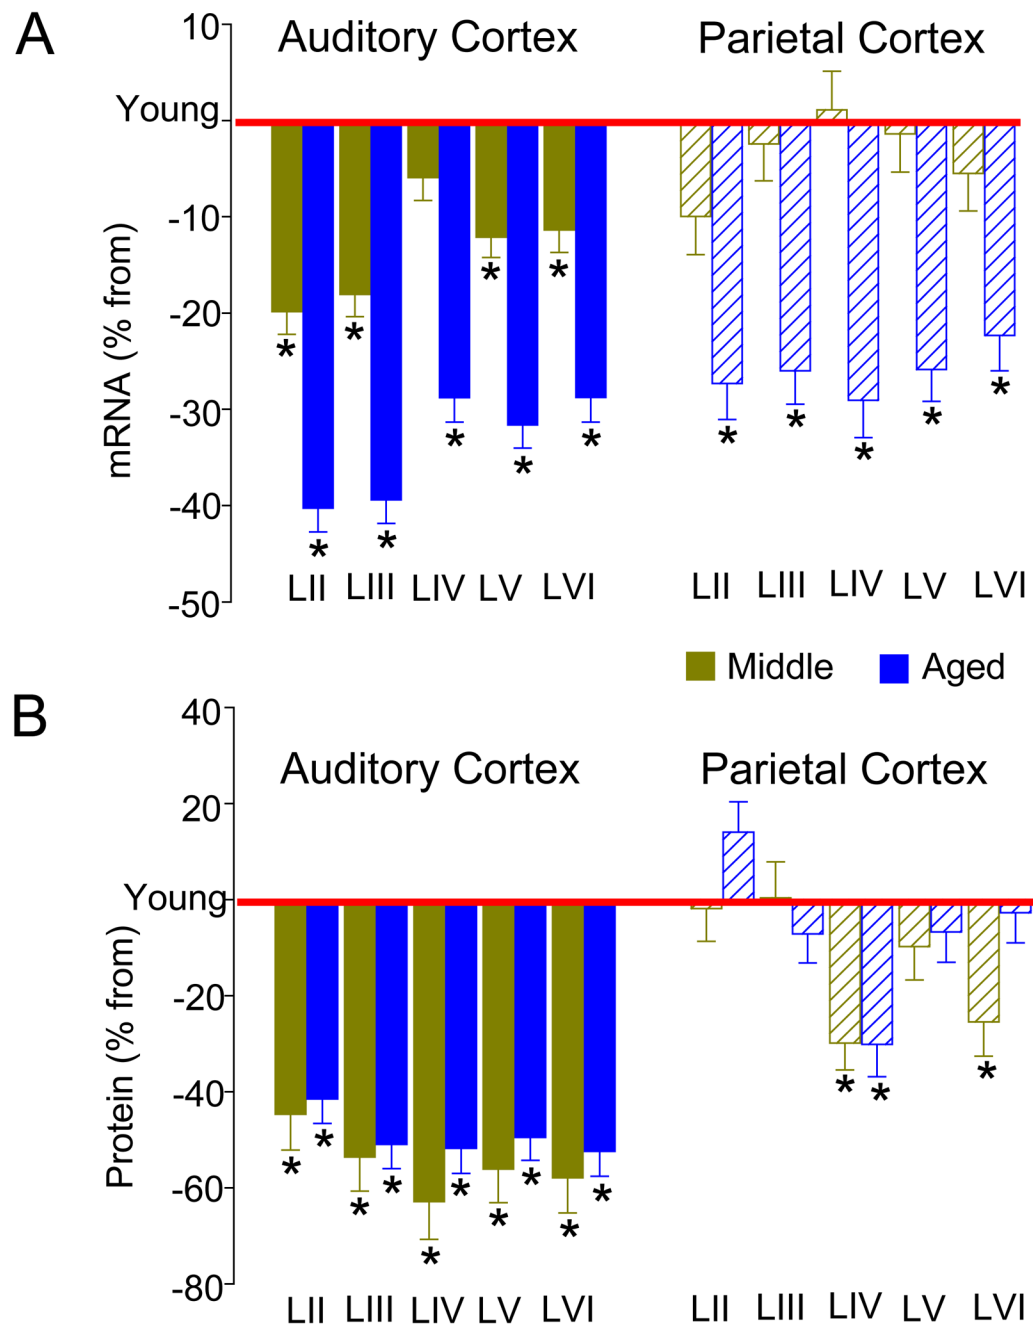 A
Auditory Cortex Parietal Cortex
mRNA (% from)
10
Young
-10
-20
-30
-40
-50
* * * * * * * * * * * * * *
LII LIII LIV LV LVI LII LIII LIV LV LVI
Middle Aged
B
Auditory Cortex Parietal Cortex
Protein (% from)
40
20
Young
-20
-40
-60
-80
* * * * * * * * * * * * *
LII LIII LIV LV LVI LII LIII LIV LV LVI